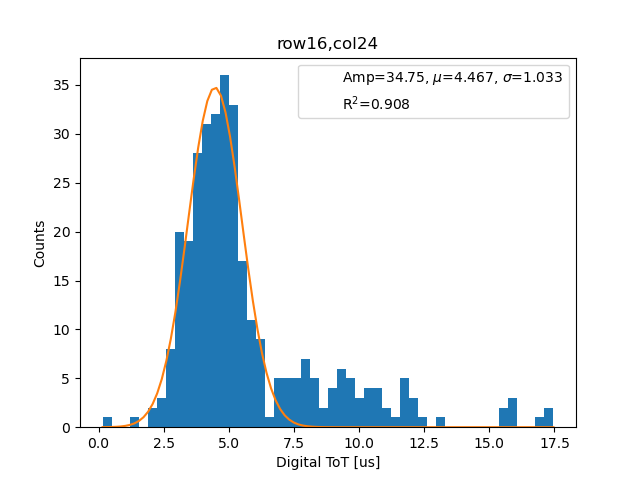 row16,col24
Amp=34.75, μ=4.467, σ=1.033
R²=0.908
Counts
35
30
25
20
15
10
5
0
0.0 2.5 5.0 7.5 10.0 12.5 15.0 17.5
Digital ToT [us]